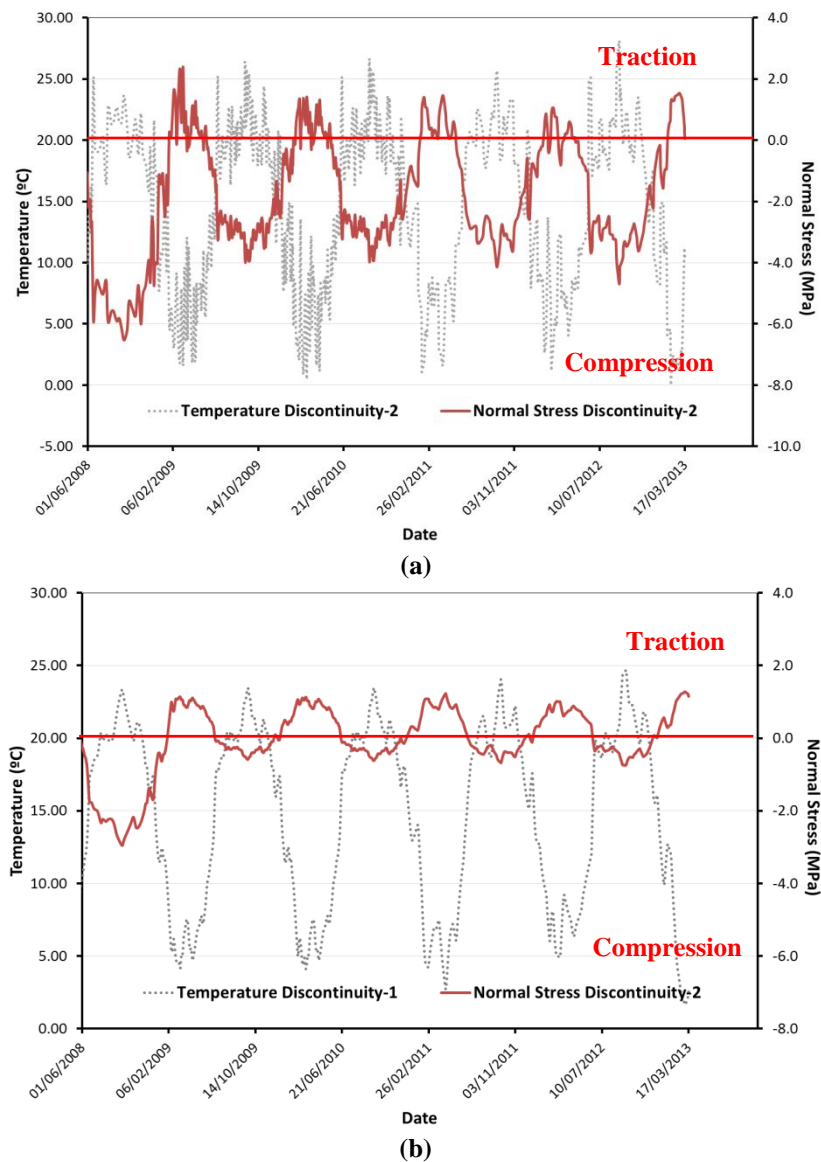 30.00
25.00
20.00
15.00
10.00
5.00
0.00
-5.00
Temperature (ºC)
4.0
2.0
0.0
-2.0
-4.0
-6.0
-8.0
-10.0
Normal Stress (MPa)
Traction
Compression
Temperature Discontinuity-2
Normal Stress Discontinuity-2
01/06/2008
06/02/2009
14/10/2009
21/06/2010
26/02/2011
03/11/2011
10/07/2012
17/03/2013
Date
(a)
30.00
25.00
20.00
15.00
10.00
5.00
0.00
Temperature (ºC)
4.0
2.0
0.0
-2.0
-4.0
-6.0
-8.0
Normal Stress (MPa)
Traction
Compression
Temperature Discontinuity-1
Normal Stress Discontinuity-2
01/06/2008
06/02/2009
14/10/2009
21/06/2010
26/02/2011
03/11/2011
10/07/2012
17/03/2013
Date
(b)